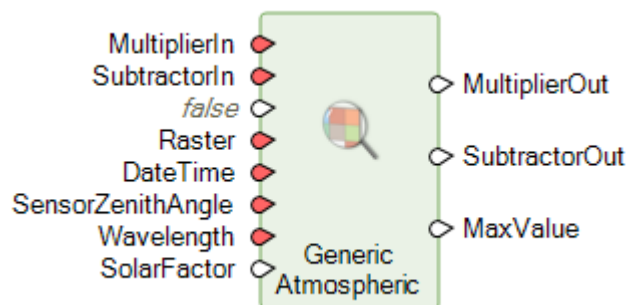 MultiplierIn
SubtractorIn
false
Raster
DateTime
SensorZenithAngle
Wavelength
SolarFactor
Generic
Atmospheric
MultiplierOut
SubtractorOut
MaxValue